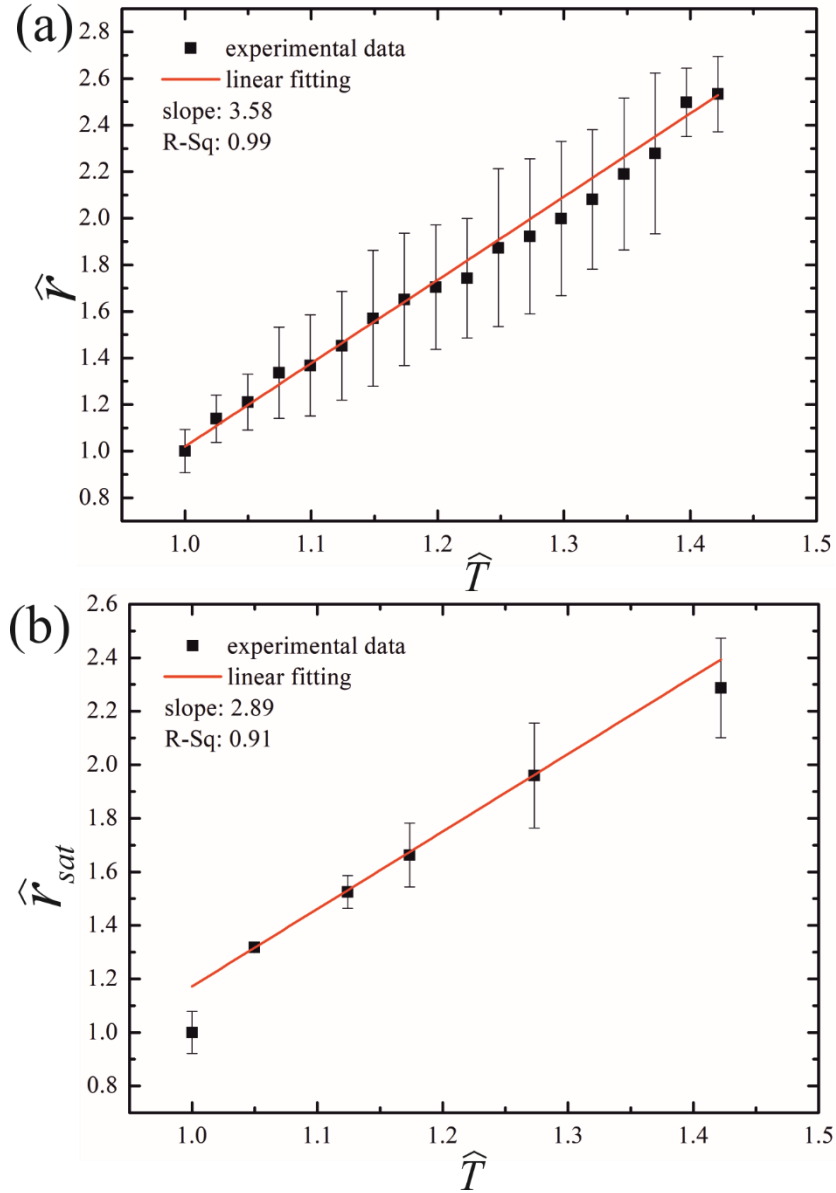 (a)
2.8
2.6
2.4
2.2
2.0
1.8
1.6
1.4
1.2
1.0
0.8
r̂
experimental data
linear fitting
slope: 3.58
R-Sq: 0.99
1.0 1.1 1.2 1.3 1.4 1.5
T̂
(b)
2.6
2.4
2.2
2.0
1.8
1.6
1.4
1.2
1.0
0.8
r̂sat
experimental data
linear fitting
slope: 2.89
R-Sq: 0.91
1.0 1.1 1.2 1.3 1.4 1.5
T̂